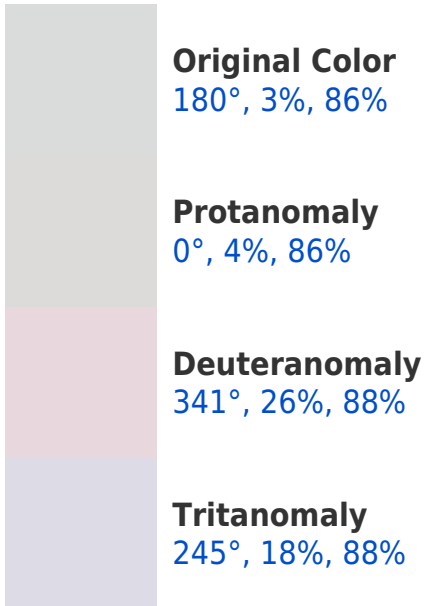 Original Color
180°, 3%, 86%
Protanomaly
0°, 4%, 86%
Deuteranomaly
341°, 26%, 88%
Tritanomaly
245°, 18%, 88%